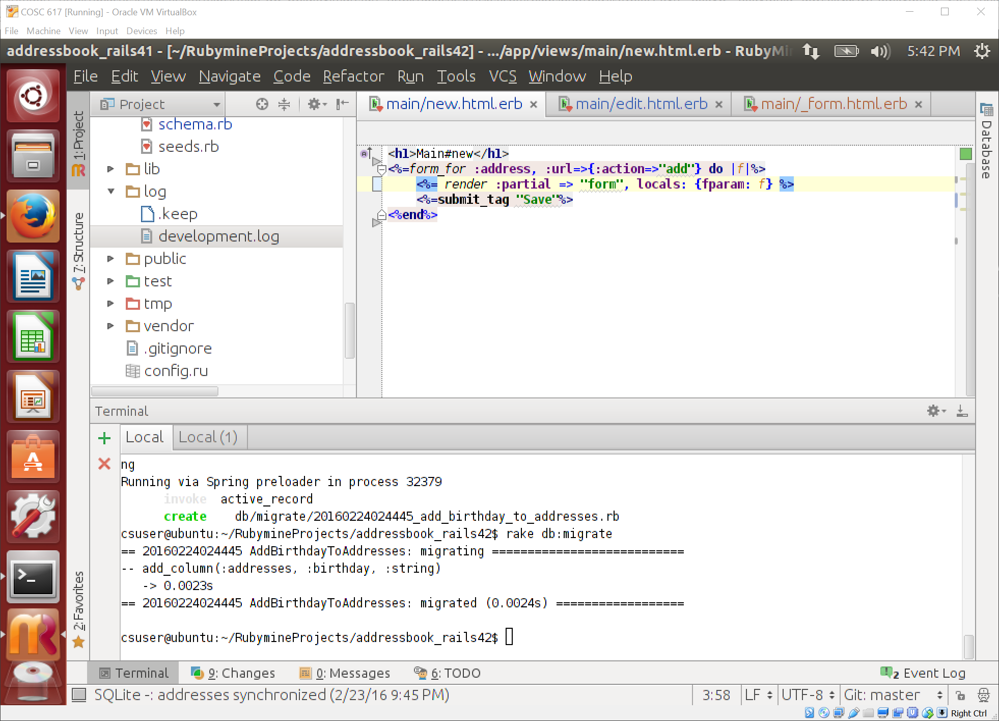 COSC 617 [Running] - Oracle VM VirtualBox
File Machine View Input Devices Help
addressbook_rails41 - [~/RubymineProjects/addressbook_rails42] - .../app/views/main/new.html.erb - RubyMi
5:42 PM
File Edit View Navigate Code Refactor Run Tools VCS Window Help
Project
main/new.html.erb
main/edit.html.erb
main/_form.html.erb
1: Project
7: Structure
2: Favorites
Database
schema.rb
seeds.rb
lib
log
.keep
development.log
public
test
tmp
vendor
.gitignore
config.ru
<h1>Main#new</h1>
<%=form_for :address, :url=>{:action=>"add"} do |f|%>
<%= render :partial => "form", locals: {fparam: f} %>
<%=submit_tag "Save"%>
<%end%>
Terminal
Local
Local (1)
ng
Running via Spring preloader in process 32379
invoke active_record
create db/migrate/20160224024445_add_birthday_to_addresses.rb
csuser@ubuntu:~/RubymineProjects/addressbook_rails42$ rake db:migrate
== 20160224024445 AddBirthdayToAddresses: migrating ===========================
-- add_column(:addresses, :birthday, :string)
-> 0.0023s
== 20160224024445 AddBirthdayToAddresses: migrated (0.0024s) ==================
csuser@ubuntu:~/RubymineProjects/addressbook_rails42$
Terminal 9: Changes 0: Messages 6: TODO 2 Event Log
SQLite -: addresses synchronized (2/23/16 9:45 PM) 3:58 LF UTF-8 Git: master
Right Ctrl